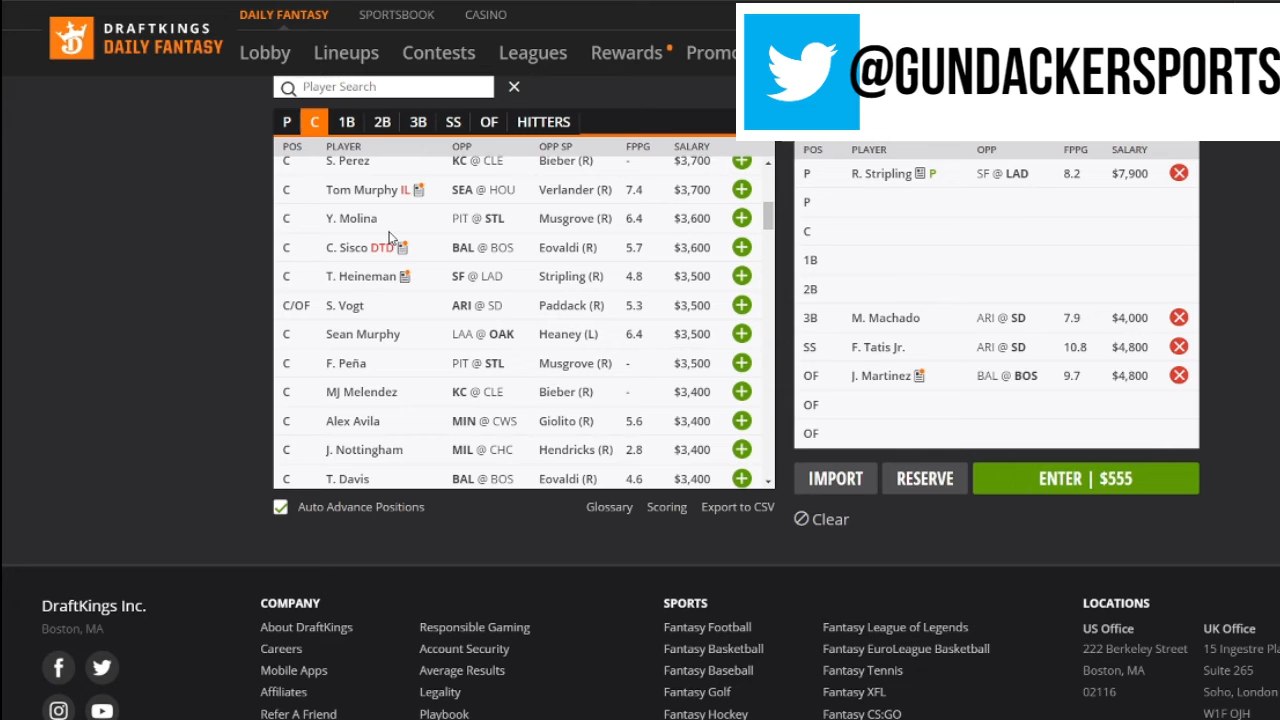 DRAFTKINGS
DAILY FANTASY
DAILY FANTASY SPORTSBOOK CASINO
Lobby Lineups Contests Leagues Rewards Promo
@GUNDACKERSPORTS
Player Search
P C 1B 2B 3B SS OF HITTERS
POS PLAYER OPP OPP SP FPPG SALARY
C S. Perez KC @ CLE Bieber (R) - $3,700
C Tom Murphy IL SEA @ HOU Verlander (R) 7.4 $3,700
C Y. Molina PIT @ STL Musgrove (R) 6.4 $3,600
C C. Sisco DTD BAL @ BOS Eovaldi (R) 5.7 $3,600
C T. Heineman SF @ LAD Stripling (R) 4.8 $3,500
C/OF S. Vogt ARI @ SD Paddack (R) 5.3 $3,500
C Sean Murphy LAA @ OAK Heaney (L) 6.4 $3,500
C F. Peña PIT @ STL Musgrove (R) - $3,500
C MJ Melendez KC @ CLE Bieber (R) - $3,400
C Alex Avila MIN @ CWS Giolito (R) 5.6 $3,400
C J. Nottingham MIL @ CHC Hendricks (R) 2.8 $3,400
C T. Davis BAL @ BOS Eovaldi (R) 4.6 $3,400
Auto Advance Positions Glossary Scoring Export to CSV
POS PLAYER OPP FPPG SALARY
P R. Stripling P SF @ LAD 8.2 $7,900
P
C
1B
2B
3B M. Machado ARI @ SD 7.9 $4,000
SS F. Tatis Jr. ARI @ SD 10.8 $4,800
OF J. Martinez BAL @ BOS 9.7 $4,800
OF
OF
IMPORT RESERVE ENTER | $555
Clear
DraftKings Inc.
Boston, MA
COMPANY
About DraftKings
Careers
Mobile Apps
Affiliates
Refer A Friend
Responsible Gaming
Account Security
Average Results
Legality
Playbook
SPORTS
Fantasy Football
Fantasy Basketball
Fantasy Baseball
Fantasy Golf
Fantasy Hockey
Fantasy League of Legends
Fantasy EuroLeague Basketball
Fantasy Tennis
Fantasy XFL
Fantasy CS:GO
LOCATIONS
US Office
222 Berkeley Street
Boston, MA
02116
UK Office
15 Ingestre Pla
Suite 265
Soho, London
W1F 0JH